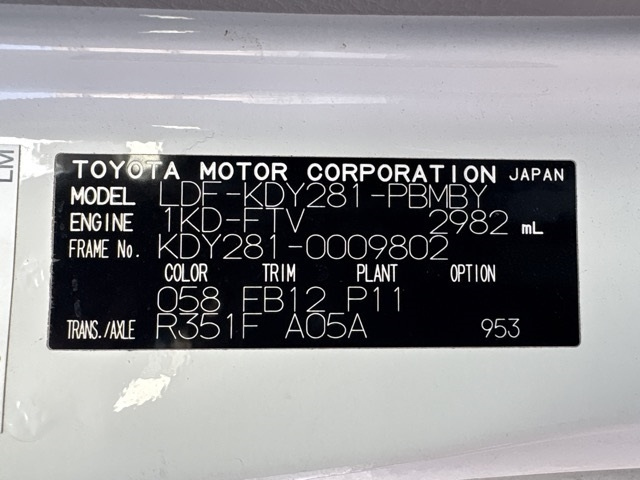 TOYOTA MOTOR CORPORATION JAPAN
MODEL LDF-KDY281-PBMBY
ENGINE 1KD-FTV 2982 mL
FRAME No. KDY281-0009802
COLOR TRIM PLANT OPTION
058 FB12 P11
TRANS./AXLE R351F A05A 953
LM